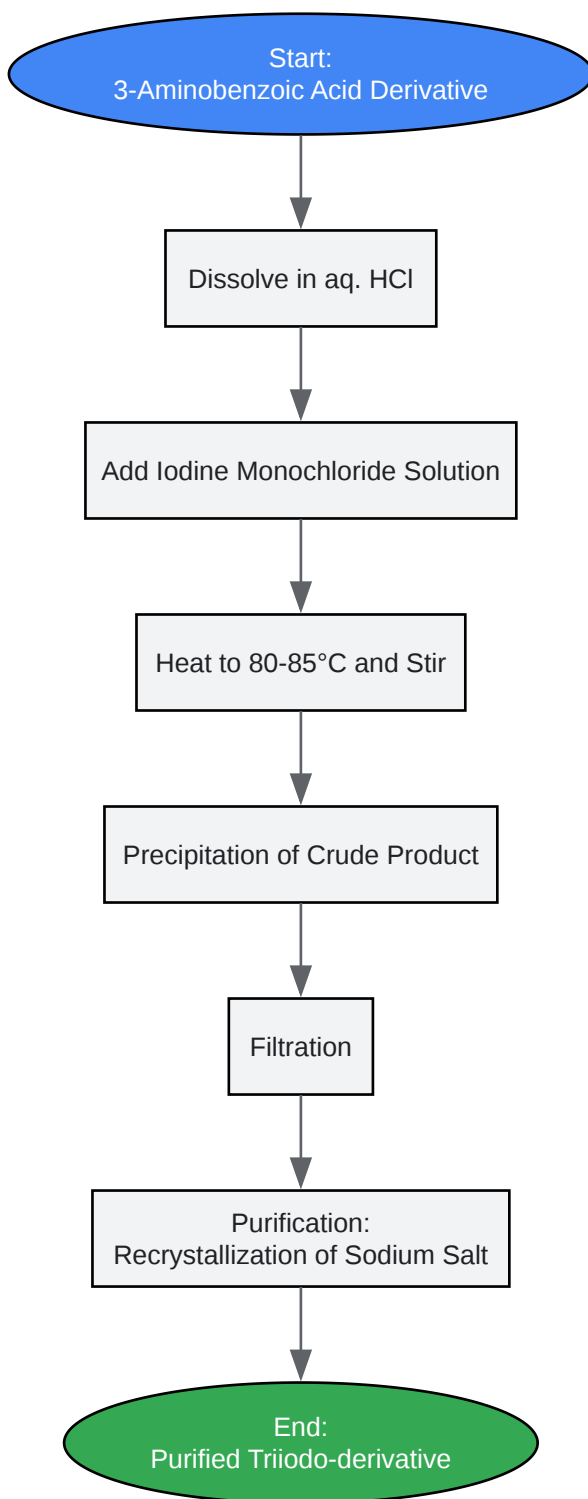 Start:
3-Aminobenzoic Acid Derivative
Dissolve in aq. HCl
Add Iodine Monochloride Solution
Heat to 80-85°C and Stir
Precipitation of Crude Product
Filtration
Purification:
Recrystallization of Sodium Salt
End:
Purified Triiodo-derivative